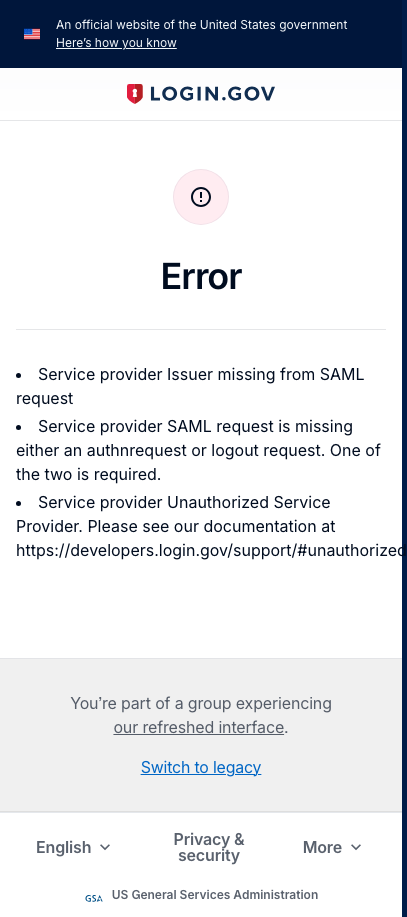 An official website of the United States government
Here's how you know
LOGIN.GOV
Error
• Service provider Issuer missing from SAML
request
• Service provider SAML request is missing
either an authnrequest or logout request. One of
the two is required.
• Service provider Unauthorized Service
Provider. Please see our documentation at
https://developers.login.gov/support/#unauthorized
You're part of a group experiencing
our refreshed interface.
Switch to legacy
English
Privacy &
security
More
GSA US General Services Administration